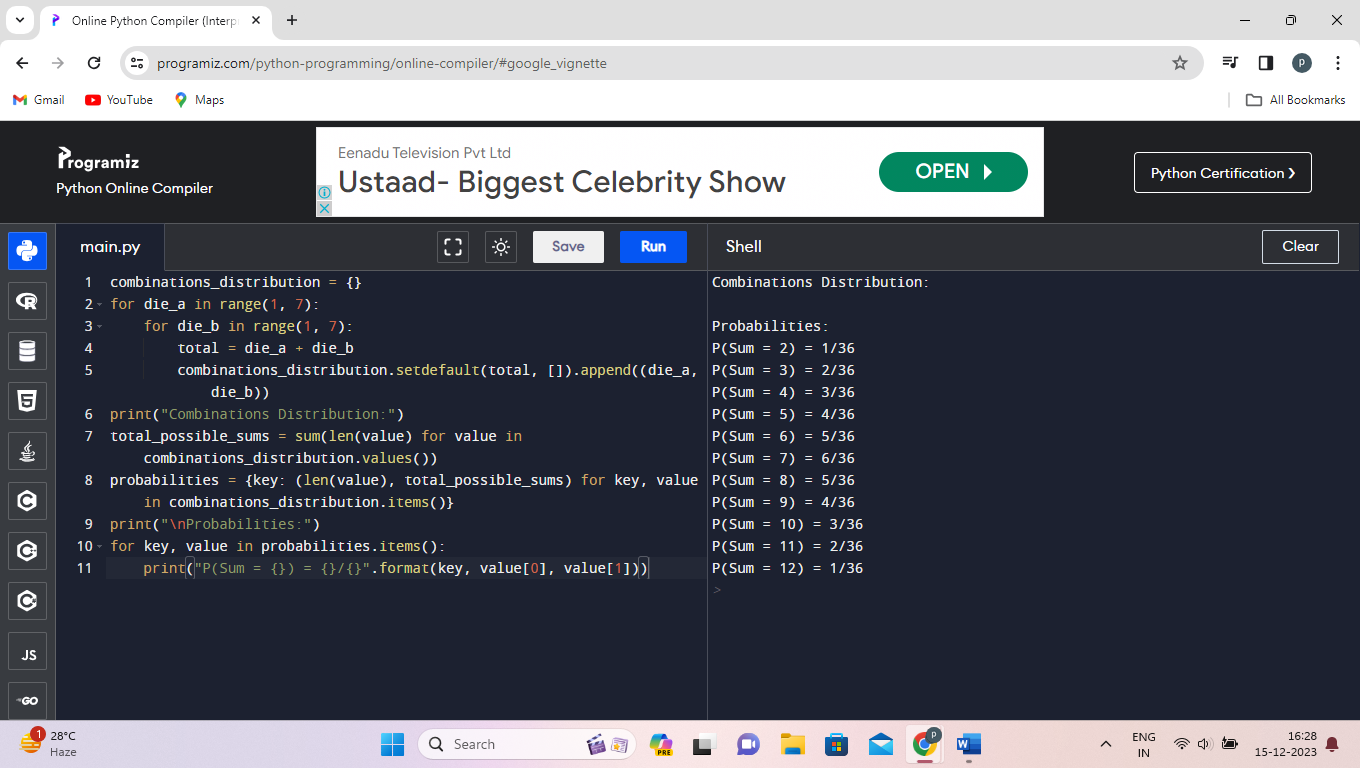 Online Python Compiler (Interp
programiz.com/python-programming/online-compiler/#google_vignette
P
Gmail
YouTube
Maps
All Bookmarks
Programiz
Python Online Compiler
Eenadu Television Pvt Ltd
Ustaad- Biggest Celebrity Show
OPEN
Python Certification ›
main.py
Save
Run
Shell
Clear
1 combinations_distribution = {}
2 for die_a in range(1, 7):
3 for die_b in range(1, 7):
4 total = die_a + die_b
5 combinations_distribution.setdefault(total, []).append((die_a,
die_b))
6 print("Combinations Distribution:")
7 total_possible_sums = sum(len(value) for value in
combinations_distribution.values())
8 probabilities = {key: (len(value), total_possible_sums) for key, value
in combinations_distribution.items()}
9 print("\nProbabilities:")
10 for key, value in probabilities.items():
11 print("P(Sum = {}) = {}/{}".format(key, value[0], value[1]))
Combinations Distribution:
Probabilities:
P(Sum = 2) = 1/36
P(Sum = 3) = 2/36
P(Sum = 4) = 3/36
P(Sum = 5) = 4/36
P(Sum = 6) = 5/36
P(Sum = 7) = 6/36
P(Sum = 8) = 5/36
P(Sum = 9) = 4/36
P(Sum = 10) = 3/36
P(Sum = 11) = 2/36
P(Sum = 12) = 1/36
>
R
5
C
C
C
JS
GO
1
28°C
Haze
Search
PRE
P
W
ENG
IN
16:28
15-12-2023